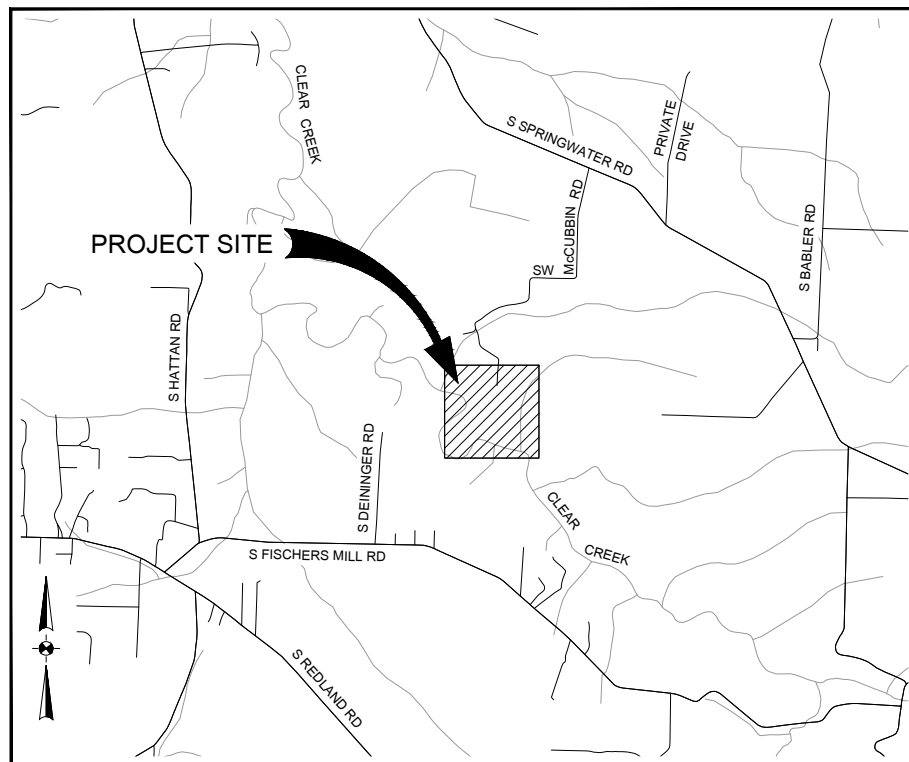 CLEAR CREEK
S SPRINGWATER RD
PRIVATE
DRIVE
PROJECT SITE
SW
McCUBBIN RD
S BABLER RD
S HATTAN RD
S DEININGER RD
CLEAR
CREEK
S FISCHERS MILL RD
S REDLAND RD